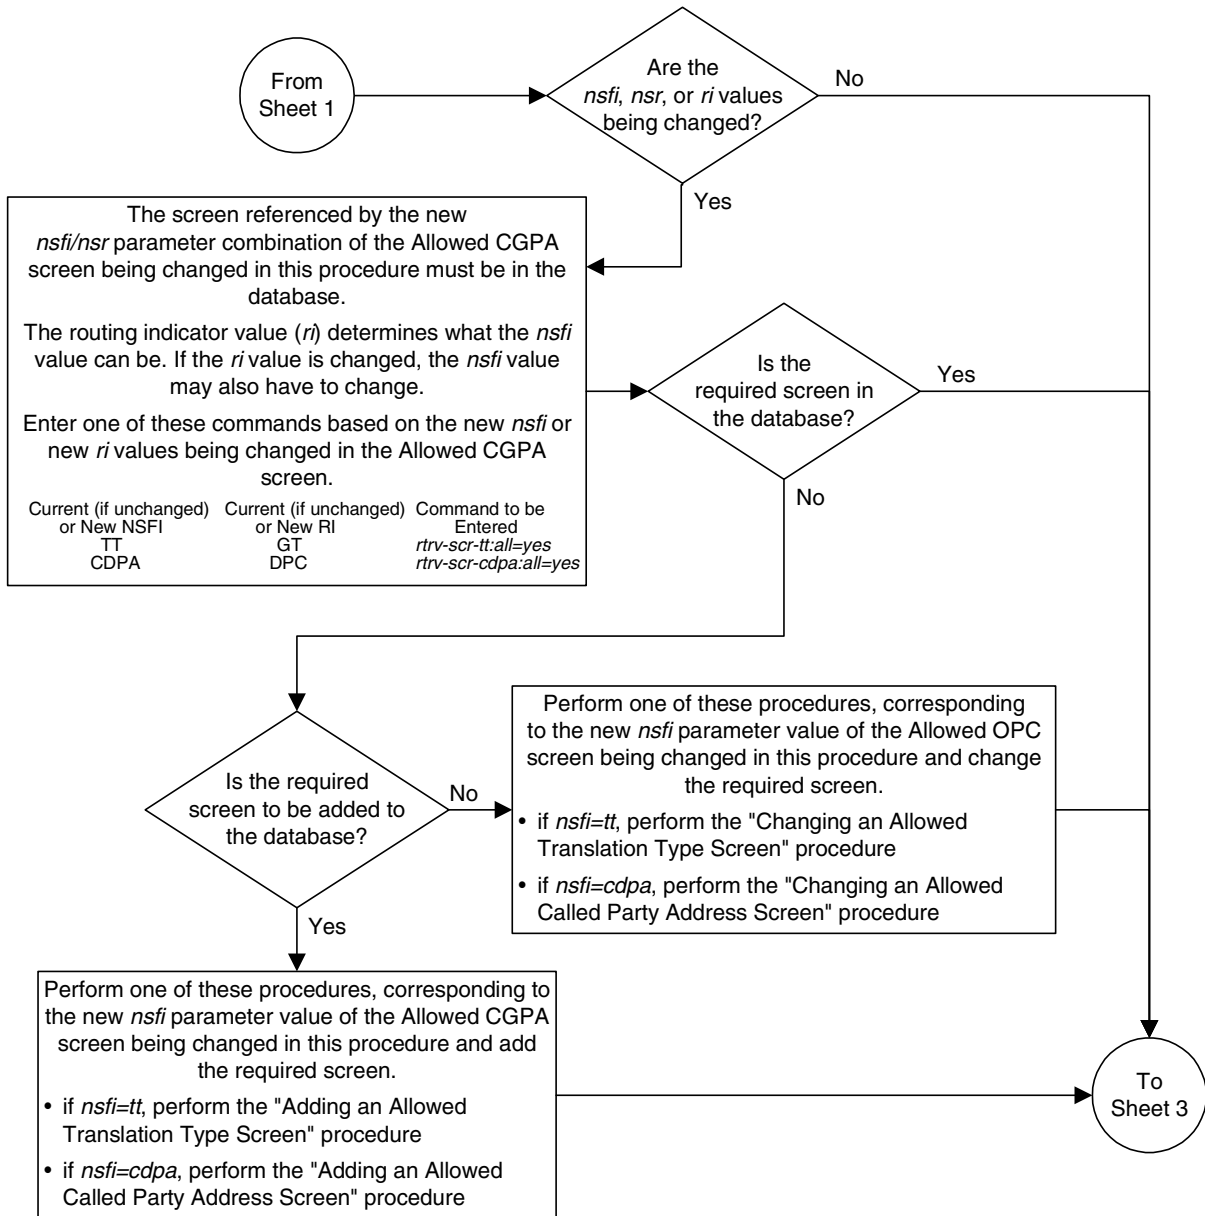 From
Sheet 1
Are the
nsfi, nsr, or ri values
being changed?
No
Yes
The screen referenced by the new
nsfi/nsr parameter combination of the Allowed CGPA
screen being changed in this procedure must be in the
database.
The routing indicator value (ri) determines what the nsfi
value can be. If the ri value is changed, the nsfi value
may also have to change.
Enter one of these commands based on the new nsfi or
new ri values being changed in the Allowed CGPA
screen.
Current (if unchanged) Current (if unchanged) Command to be
or New NSFI or New RI Entered
TT GT rtrv-scr-tt:all=yes
CDPA DPC rtrv-scr-cdpa:all=yes
Is the
required screen in
the database?
Yes
No
Is the required
screen to be added to
the database?
No
Yes
Perform one of these procedures, corresponding
to the new nsfi parameter value of the Allowed OPC
screen being changed in this procedure and change
the required screen.
• if nsfi=tt, perform the "Changing an Allowed
Translation Type Screen" procedure
• if nsfi=cdpa, perform the "Changing an Allowed
Called Party Address Screen" procedure
Perform one of these procedures, corresponding to
the new nsfi parameter value of the Allowed CGPA
screen being changed in this procedure and add
the required screen.
• if nsfi=tt, perform the "Adding an Allowed
Translation Type Screen" procedure
• if nsfi=cdpa, perform the "Adding an Allowed
Called Party Address Screen" procedure
To
Sheet 3